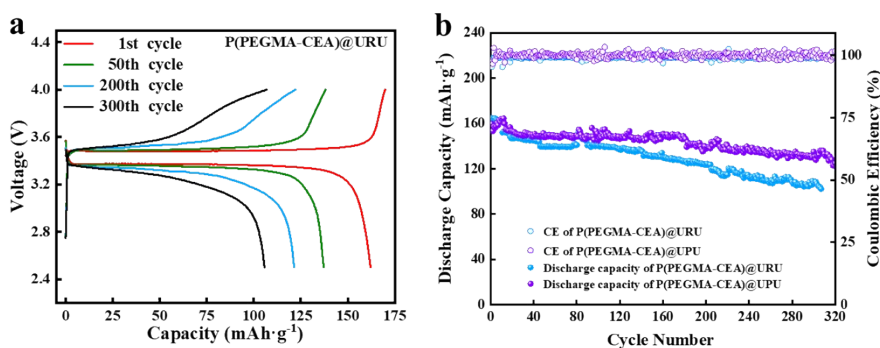 a
P(PEGMA-CEA)@URU
1st cycle
50th cycle
200th cycle
300th cycle
Voltage (V)
4.4
4.0
3.6
3.2
2.8
2.4
0 25 50 75 100 125 150 175
Capacity (mAh·g⁻¹)
b
Discharge Capacity (mAh·g⁻¹)
240
200
160
120
80
40
0
CE of P(PEGMA-CEA)@URU
CE of P(PEGMA-CEA)@UPU
Discharge capacity of P(PEGMA-CEA)@URU
Discharge capacity of P(PEGMA-CEA)@UPU
0 40 80 120 160 200 240 280 320
Cycle Number
100
75
50
25
0
Coulombic Efficiency (%)